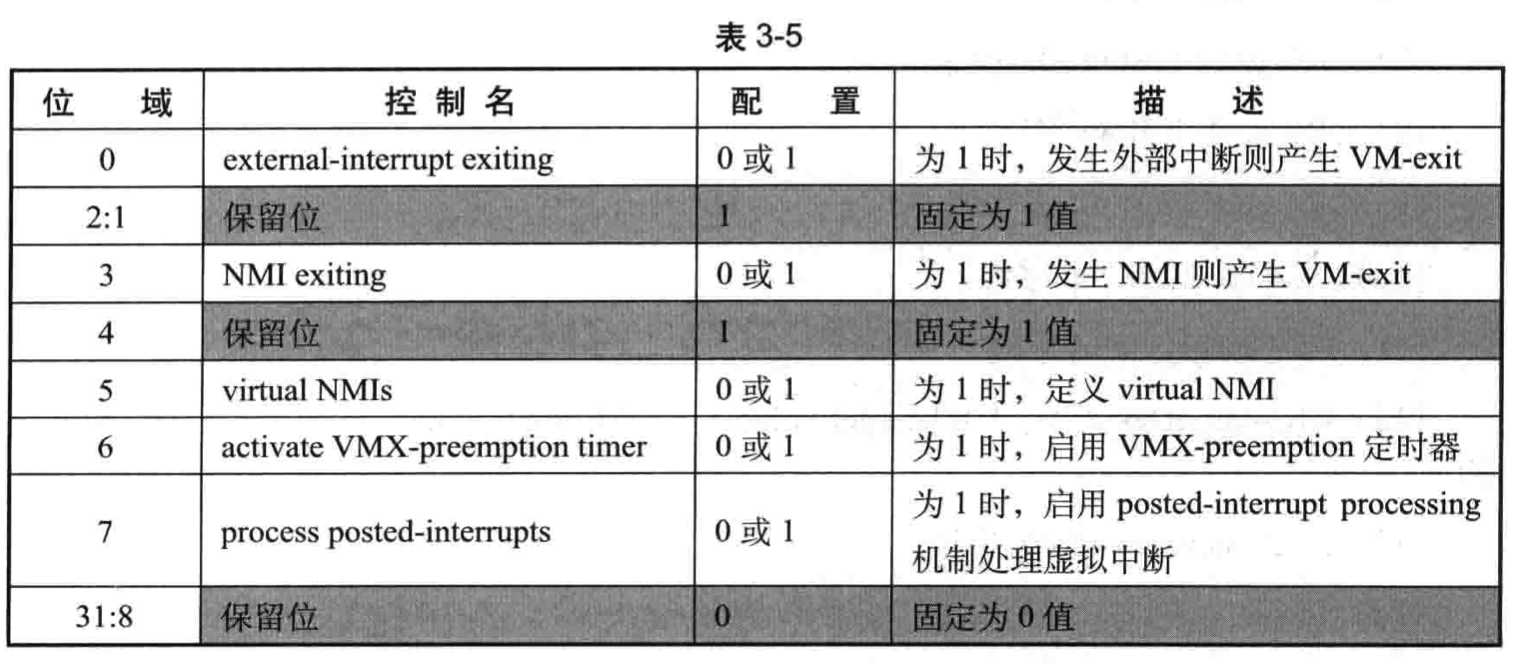 表 3-5
位 域 控 制 名 配 置 描 述
0 external-interrupt exiting 0 或 1 为 1 时，发生外部中断则产生 VM-exit
2:1 保留位 1 固定为 1 值
3 NMI exiting 0 或 1 为 1 时，发生 NMI 则产生 VM-exit
4 保留位 1 固定为 1 值
5 virtual NMIs 0 或 1 为 1 时，定义 virtual NMI
6 activate VMX-preemption timer 0 或 1 为 1 时，启用 VMX-preemption 定时器
7 process posted-interrupts 0 或 1 为 1 时，启用 posted-interrupt processing
机制处理虚拟中断
31:8 保留位 0 固定为 0 值